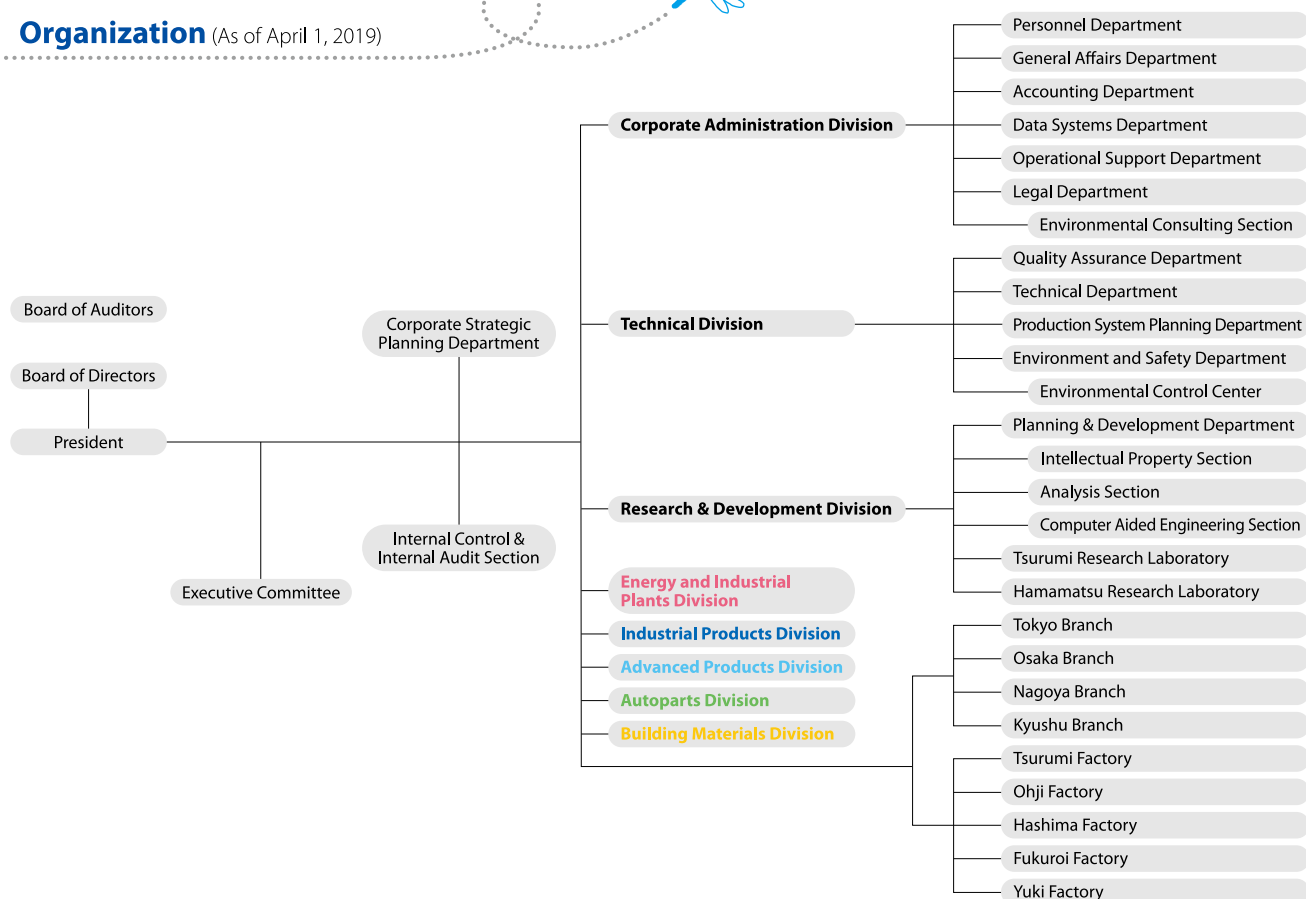 Organization (As of April 1, 2019)
Board of Auditors
Board of Directors
President
Executive Committee
Corporate Strategic
Planning Department
Internal Control &
Internal Audit Section
Corporate Administration Division
Personnel Department
General Affairs Department
Accounting Department
Data Systems Department
Operational Support Department
Legal Department
Environmental Consulting Section
Technical Division
Quality Assurance Department
Technical Department
Production System Planning Department
Environment and Safety Department
Environmental Control Center
Research & Development Division
Planning & Development Department
Intellectual Property Section
Analysis Section
Computer Aided Engineering Section
Tsurumi Research Laboratory
Hamamatsu Research Laboratory
Energy and Industrial
Plants Division
Industrial Products Division
Advanced Products Division
Autoparts Division
Building Materials Division
Tokyo Branch
Osaka Branch
Nagoya Branch
Kyushu Branch
Tsurumi Factory
Ohji Factory
Hashima Factory
Fukuroi Factory
Yuki Factory